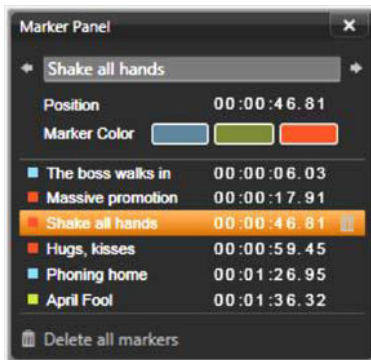 Marker Panel
Shake all hands
Position 00:00:46.81
Marker Color
The boss walks in 00:00:06.03
Massive promotion 00:00:17.91
Shake all hands 00:00:46.81
Hugs, kisses 00:00:59.45
Phoning home 00:01:26.95
April Fool 00:01:36.32
Delete all markers